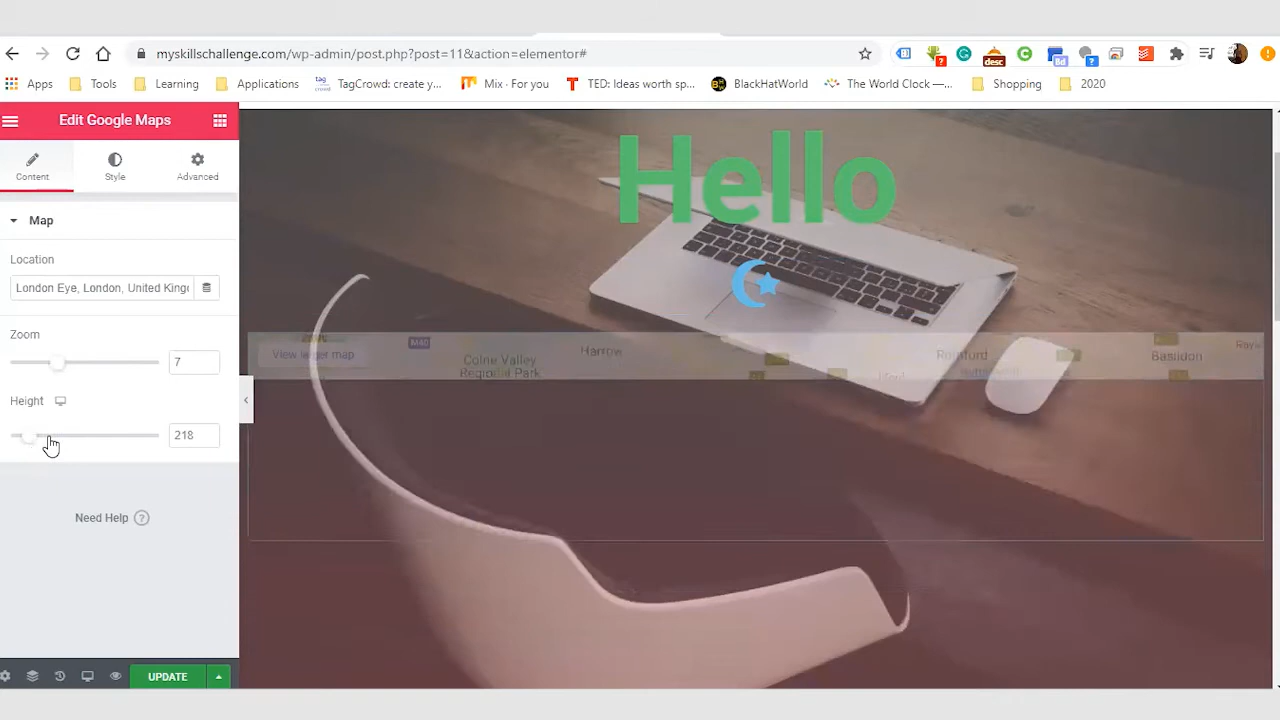 myskillschallenge.com/wp-admin/post.php?post=11&action=elementor#
Apps Tools Learning Applications TagCrowd: create y... Mix · For you TED: Ideas worth sp... BlackHatWorld The World Clock —... Shopping 2020
Edit Google Maps
Content Style Advanced
Map
Location
London Eye, London, United Kingd
Zoom
7
Height
218
Need Help ?
UPDATE
Hello
View larger map
M40
Colne Valley
Regional Park
Harrow
Romford
Basildon
desc